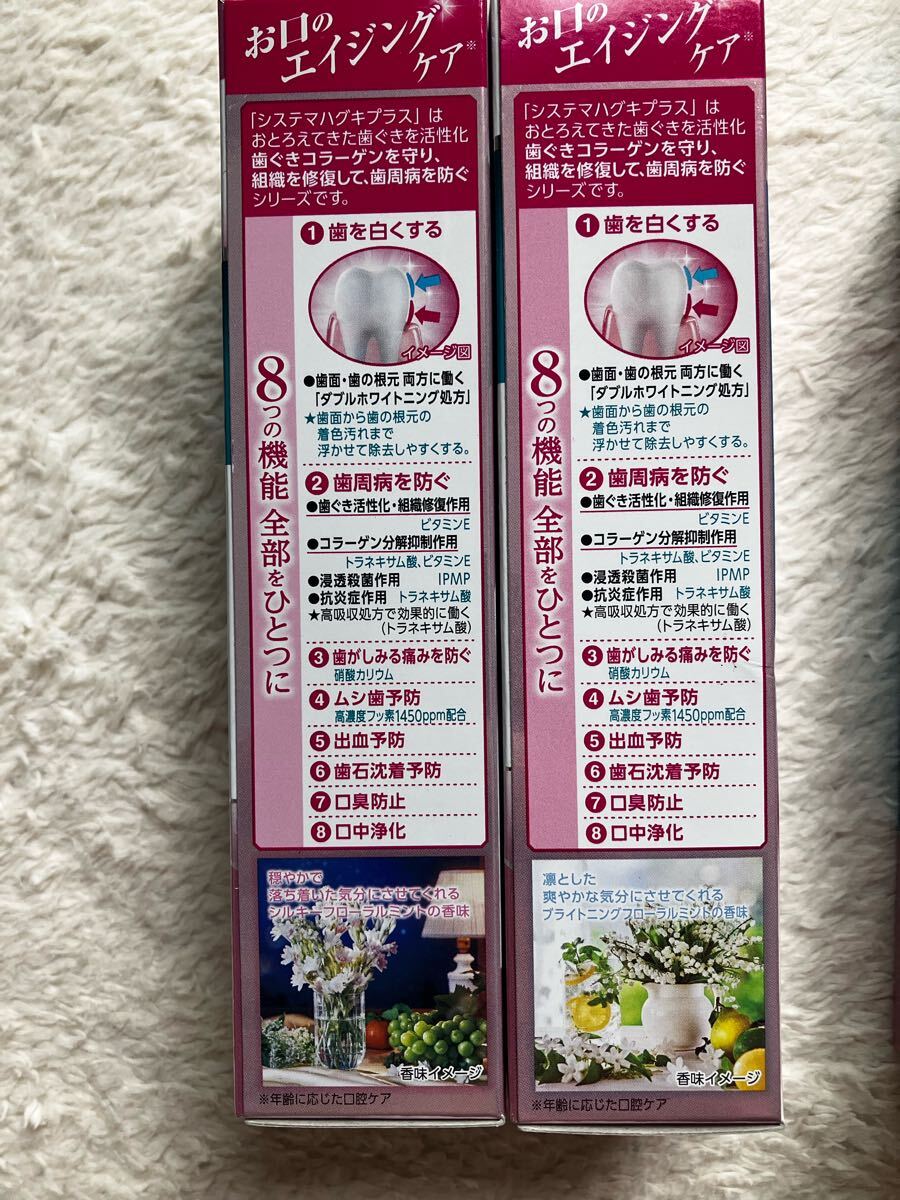 お口の
エイジング
ケア※
「システマハグキプラス」は
おとろえてきた歯ぐきを活性化
歯ぐきコラーゲンを守り、
組織を修復して、歯周病を防ぐ
シリーズです。
8つの機能 全部をひとつに
1 歯を白くする
イメージ図
●歯面・歯の根元 両方に働く
「ダブルホワイトニング処方」
★歯面から歯の根元の
着色汚れまで
浮かせて除去しやすくする。
2 歯周病を防ぐ
●歯ぐき活性化・組織修復作用
ビタミンE
●コラーゲン分解抑制作用
トラネキサム酸、ビタミンE
●浸透殺菌作用 IPMP
●抗炎症作用 トラネキサム酸
★高吸収処方で効果的に働く
(トラネキサム酸)
3 歯がしみる痛みを防ぐ
硝酸カリウム
4 ムシ歯予防
高濃度フッ素1450ppm配合
5 出血予防
6 歯石沈着予防
7 口臭防止
8 口中浄化
穏やかで
落ち着いた気分にさせてくれる
シルキーフローラルミントの香味
香味イメージ
※年齢に応じた口腔ケア
お口の
エイジング
ケア※
「システマハグキプラス」は
おとろえてきた歯ぐきを活性化
歯ぐきコラーゲンを守り、
組織を修復して、歯周病を防ぐ
シリーズです。
8つの機能 全部をひとつに
1 歯を白くする
イメージ図
●歯面・歯の根元 両方に働く
「ダブルホワイトニング処方」
★歯面から歯の根元の
着色汚れまで
浮かせて除去しやすくする。
2 歯周病を防ぐ
●歯ぐき活性化・組織修復作用
ビタミンE
●コラーゲン分解抑制作用
トラネキサム酸、ビタミンE
●浸透殺菌作用 IPMP
●抗炎症作用 トラネキサム酸
★高吸収処方で効果的に働く
(トラネキサム酸)
3 歯がしみる痛みを防ぐ
硝酸カリウム
4 ムシ歯予防
高濃度フッ素1450ppm配合
5 出血予防
6 歯石沈着予防
7 口臭防止
8 口中浄化
凛とした
爽やかな気分にさせてくれる
ブライトニングフローラルミントの香味
香味イメージ
※年齢に応じた口腔ケア